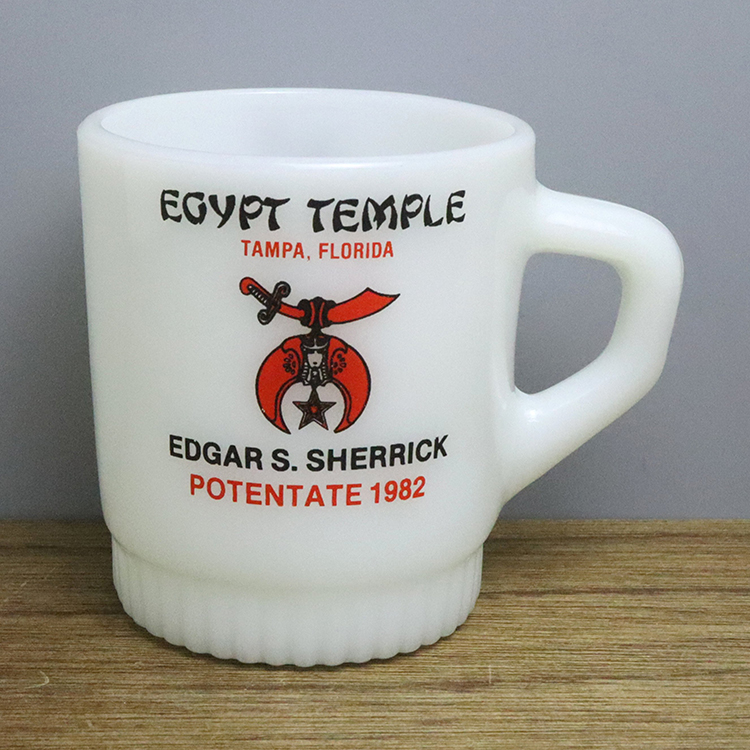 EGYPT TEMPLE
TAMPA, FLORIDA
EDGAR S. SHERRICK
POTENTATE 1982